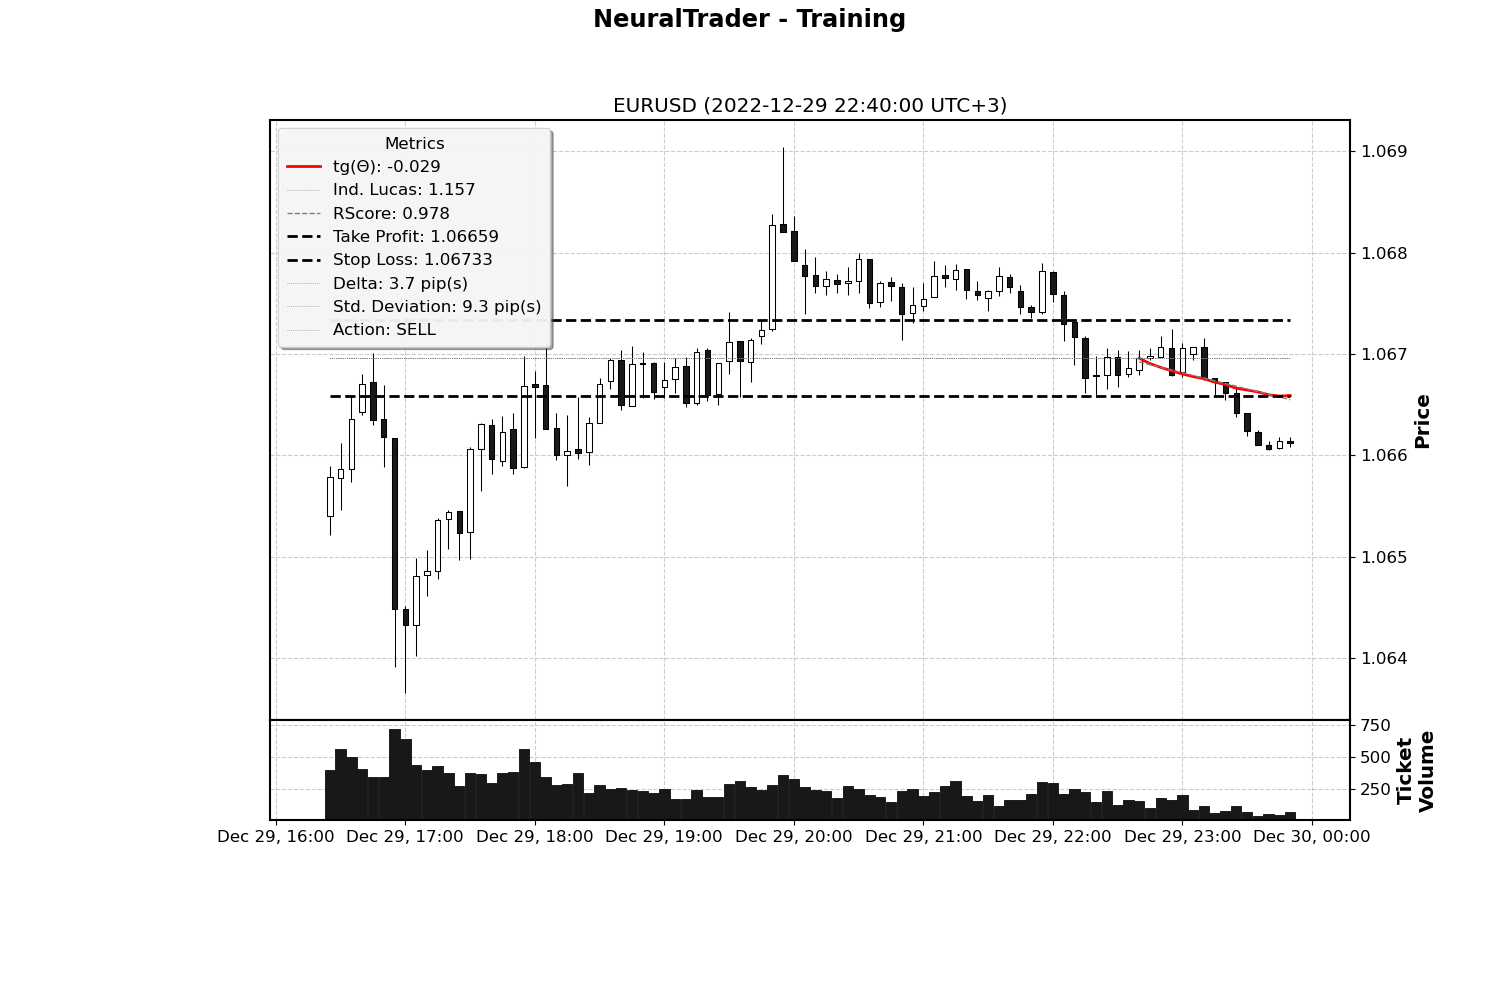 NeuralTrader - Training
EURUSD (2022-12-29 22:40:00 UTC+3)
Metrics
tg(Θ): -0.029
Ind. Lucas: 1.157
RScore: 0.978
Take Profit: 1.06659
Stop Loss: 1.06733
Delta: 3.7 pip(s)
Std. Deviation: 9.3 pip(s)
Action: SELL
1.069
1.068
1.067
1.066
1.065
1.064
Price
750
500
250
Ticket
Volume
Dec 29, 16:00 Dec 29, 17:00 Dec 29, 18:00 Dec 29, 19:00 Dec 29, 20:00 Dec 29, 21:00 Dec 29, 22:00 Dec 29, 23:00 Dec 30, 00:00